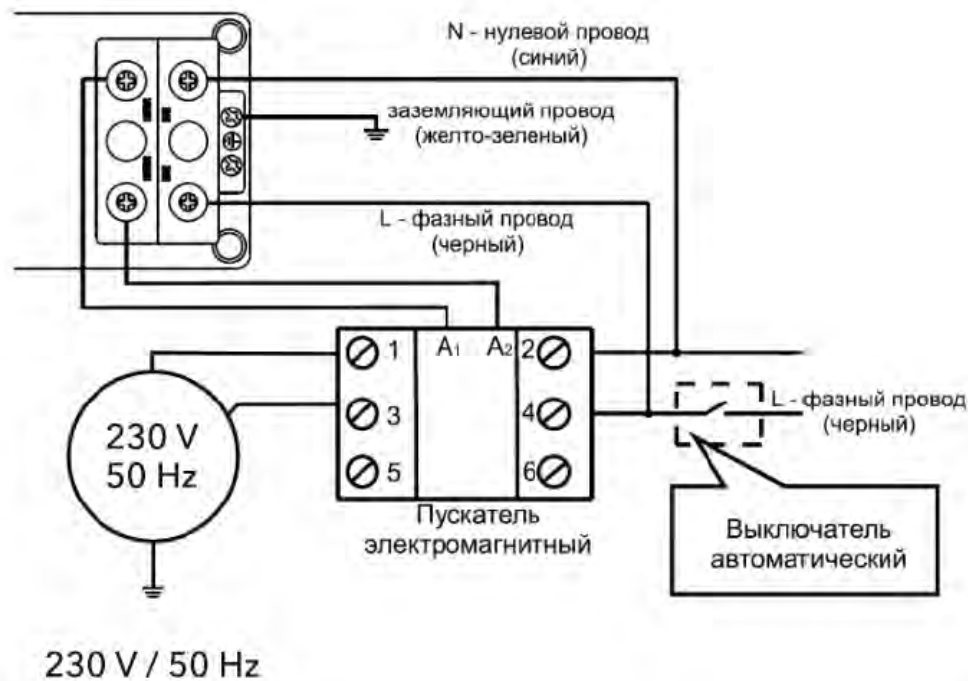 N - нулевой провод
(синий)
заземляющий провод
(желто-зеленый)
L - фазный провод
(черный)
1 A1 A2 2
L - фазный провод
(черный)
3 4
230 V
50 Hz
5 6
Пускатель
электромагнитный
Выключатель
автоматический
230 V / 50 Hz